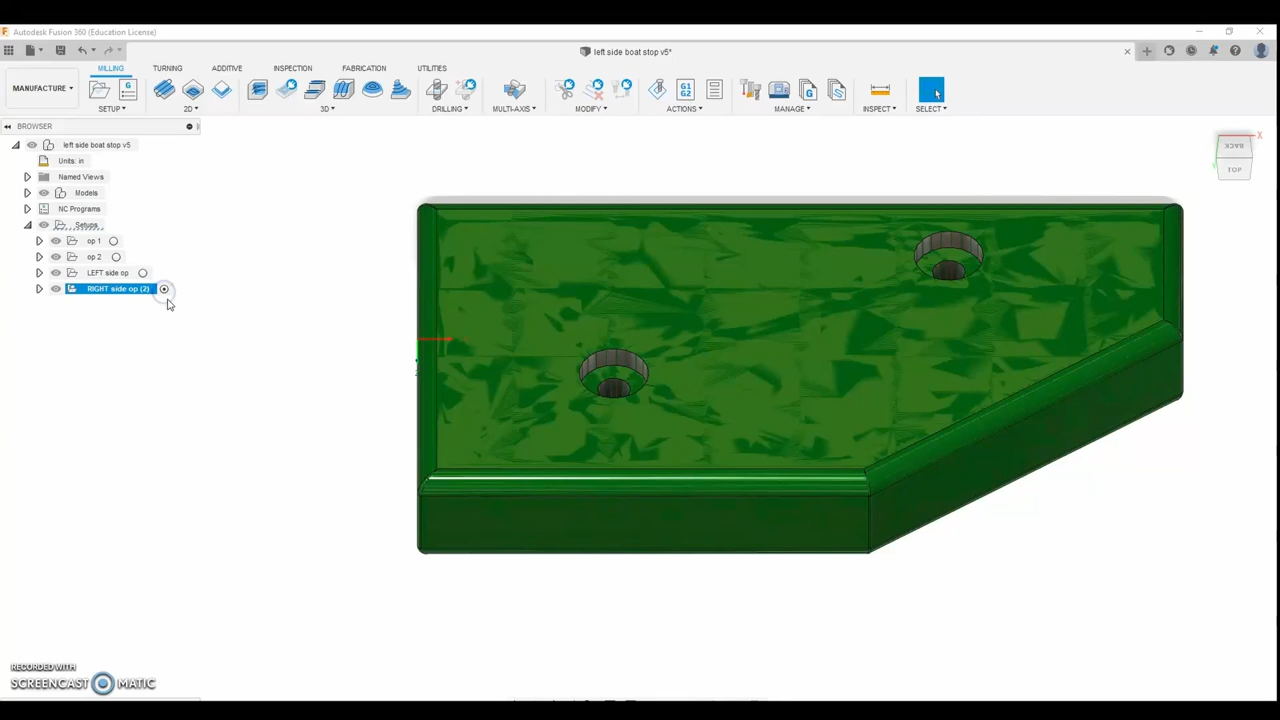 Autodesk Fusion 360 (Education License)
left side boat stop v5*
MILLING TURNING ADDITIVE INSPECTION FABRICATION UTILITIES
MANUFACTURE
G
G1
G2
G
SETUP 2D 3D DRILLING MULTI-AXIS MODIFY ACTIONS MANAGE INSPECT SELECT
BROWSER
left side boat stop v5
Units: in
Named Views
Models
NC Programs
Setups
op 1
op 2
LEFT side op
RIGHT side op (2)
X
BACK
TOP
RECORDED WITH
SCREENCAST MATIC